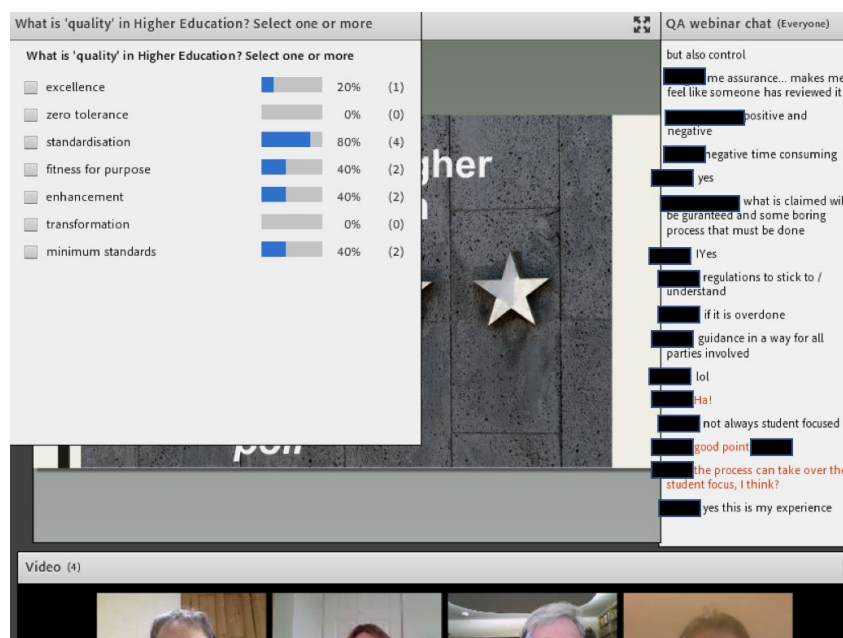 What is 'quality' in Higher Education? Select one or more
What is 'quality' in Higher Education? Select one or more
excellence 20% (1)
zero tolerance 0% (0)
standardisation 80% (4)
fitness for purpose 40% (2)
enhancement 40% (2)
transformation 0% (0)
minimum standards 40% (2)
gher
poll
QA webinar chat (Everyone)
but also control
me assurance... makes me
feel like someone has reviewed it
positive and
negative
negative time consuming
yes
what is claimed wil
be guranteed and some boring
process that must be done
IYes
regulations to stick to /
understand
if it is overdone
guidance in a way for all
parties involved
lol
Ha!
not always student focused
good point
the process can take over the
student focus, I think?
yes this is my experience
Video (4)